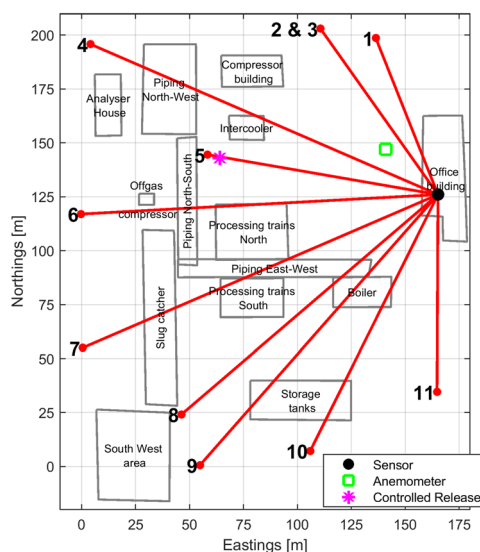 200
175
150
125
100
75
50
25
0
Northings [m]
0
25
50
75
100
125
150
175
Eastings [m]
4
2 & 3
1
Compressor
building
Piping
North-West
Analyser
House
Intercooler
5
Office
building
Offgas
compressor
6
Piping North-South
Processing trains
North
Piping East-West
Processing trains
South
Boiler
Slug catcher
7
8
Storage
tanks
11
South West
area
9
10
Sensor
Anemometer
Controlled Release